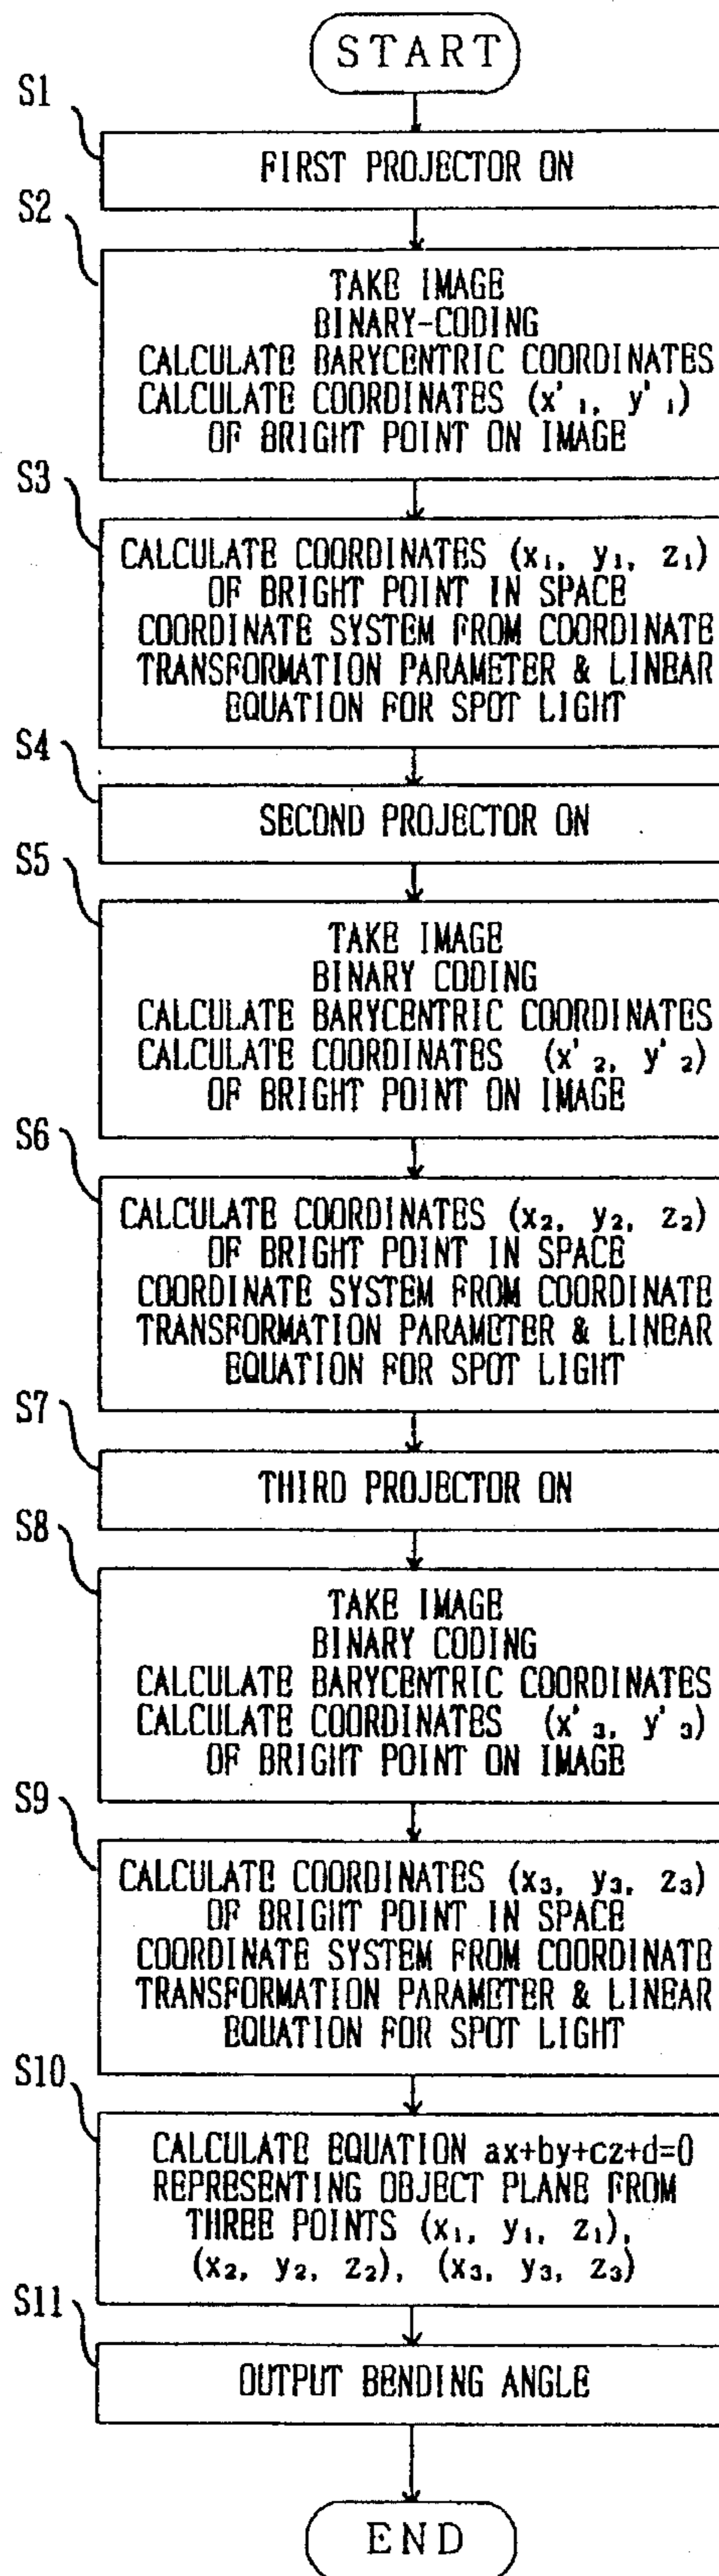 START
S1
FIRST PROJECTOR ON
S2
TAKE IMAGE
BINARY-CODING
CALCULATE BARYCENTRIC COORDINATES
CALCULATE COORDINATES (x'₁, y'₁)
OF BRIGHT POINT ON IMAGE
S3
CALCULATE COORDINATES (x₁, y₁, z₁)
OF BRIGHT POINT IN SPACE
COORDINATE SYSTEM FROM COORDINATE
TRANSFORMATION PARAMETER & LINEAR
EQUATION FOR SPOT LIGHT
S4
SECOND PROJECTOR ON
S5
TAKE IMAGE
BINARY CODING
CALCULATE BARYCENTRIC COORDINATES
CALCULATE COORDINATES (x'₂, y'₂)
OF BRIGHT POINT ON IMAGE
S6
CALCULATE COORDINATES (x₂, y₂, z₂)
OF BRIGHT POINT IN SPACE
COORDINATE SYSTEM FROM COORDINATE
TRANSFORMATION PARAMETER & LINEAR
EQUATION FOR SPOT LIGHT
S7
THIRD PROJECTOR ON
S8
TAKE IMAGE
BINARY CODING
CALCULATE BARYCENTRIC COORDINATES
CALCULATE COORDINATES (x'₃, y'₃)
OF BRIGHT POINT ON IMAGE
S9
CALCULATE COORDINATES (x₃, y₃, z₃)
OF BRIGHT POINT IN SPACE
COORDINATE SYSTEM FROM COORDINATE
TRANSFORMATION PARAMETER & LINEAR
EQUATION FOR SPOT LIGHT
S10
CALCULATE EQUATION ax+by+cz+d=0
REPRESENTING OBJECT PLANE FROM
THREE POINTS (x₁, y₁, z₁),
(x₂, y₂, z₂), (x₃, y₃, z₃)
S11
OUTPUT BENDING ANGLE
END